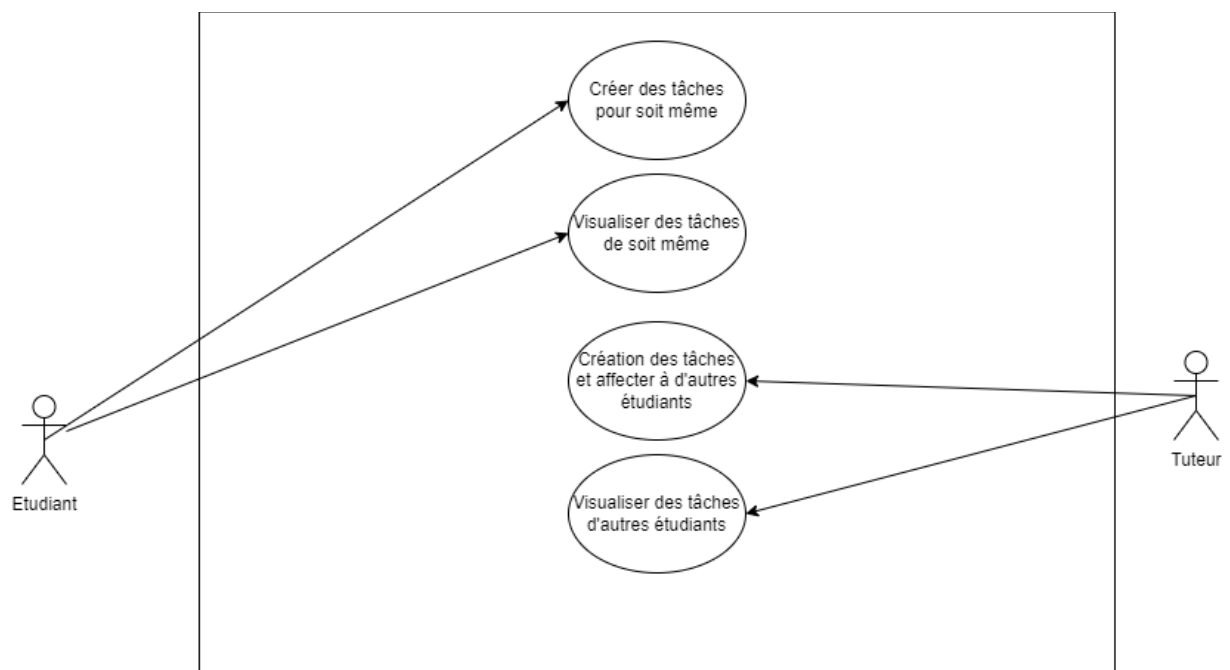 Créer des tâches
pour soit même
Visualiser des tâches
de soit même
Création des tâches
et affecter à d'autres
étudiants
Visualiser des tâches
d'autres étudiants
Etudiant
Tuteur